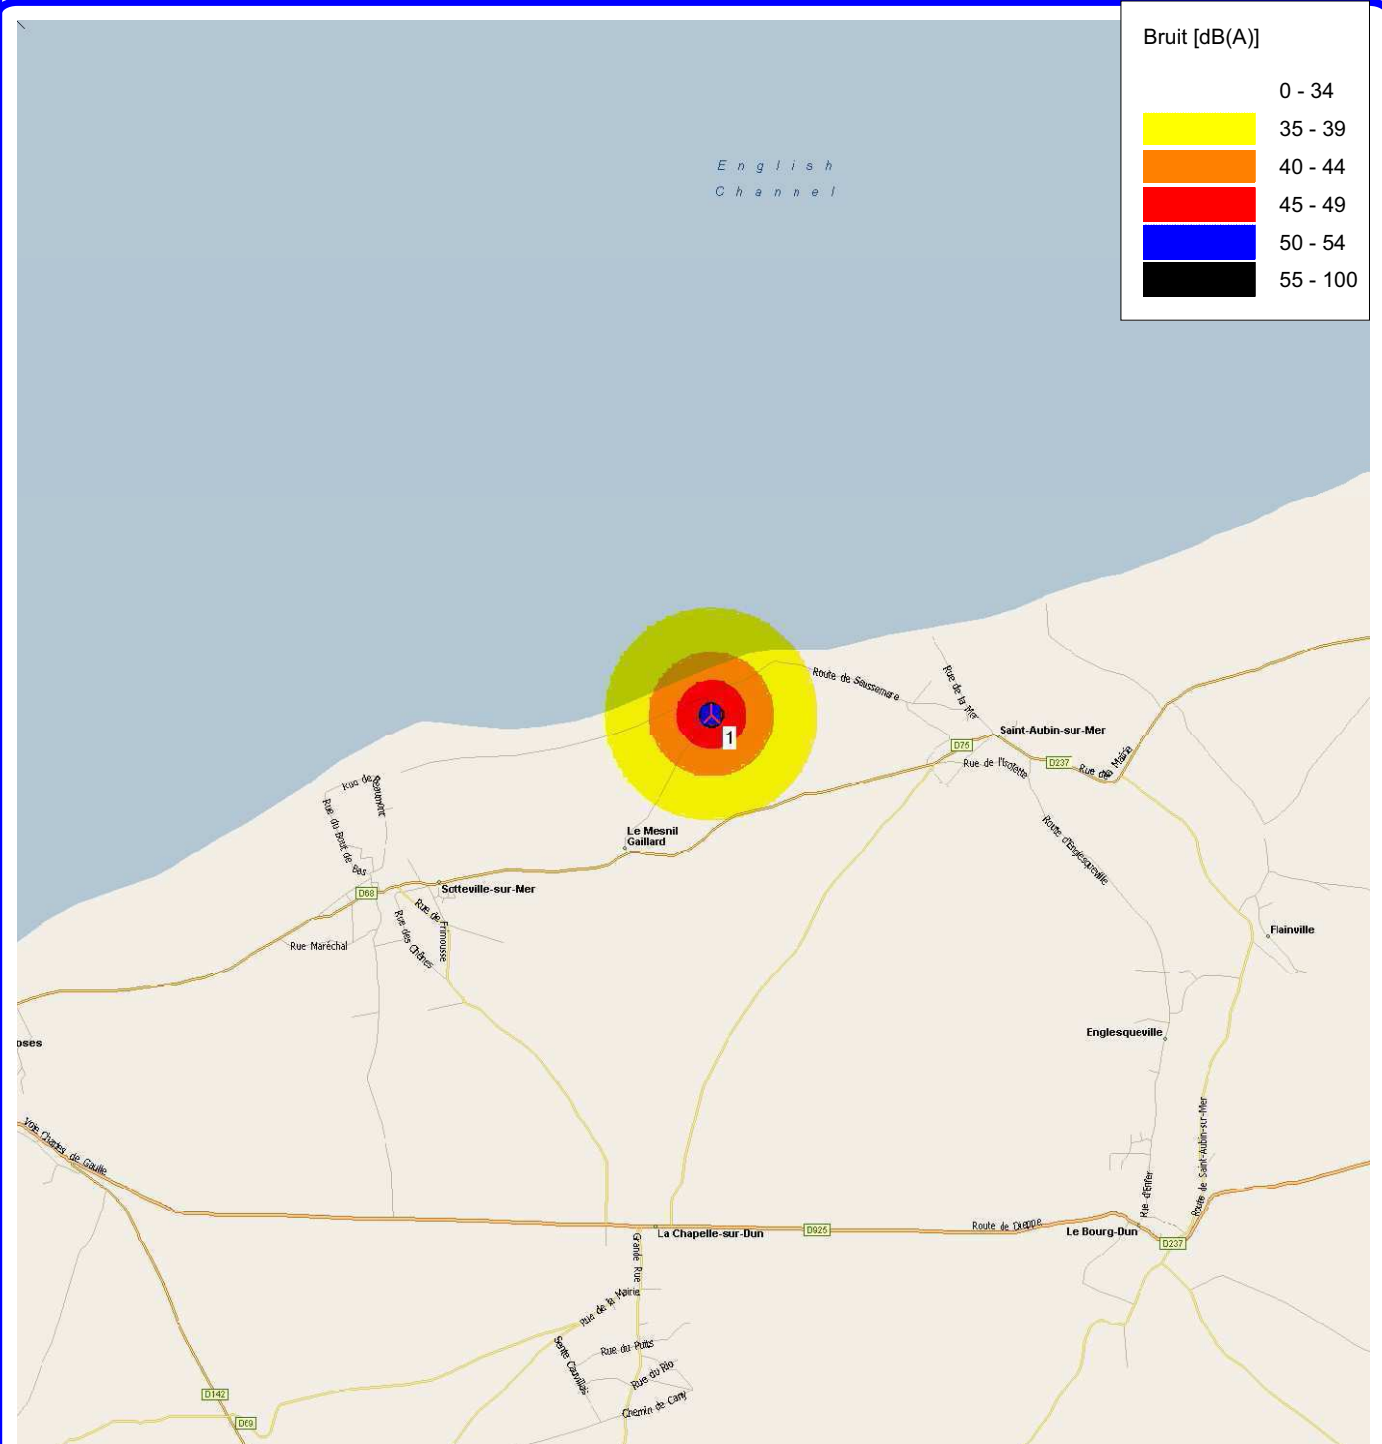 Bruit [dB(A)]
0 - 34
35 - 39
40 - 44
45 - 49
50 - 54
55 - 100
English
Channel
Route de Saussemare
Rue de la Mer
Saint-Aubin-sur-Mer
D75
D237
Rue de l'Isolette
Rue de la Mairie
1
Rue de Beaumont
Rue du Bout de Bas
Le Mesnil
Gaillard
Route d'Englesqueville
D68
Sotteville-sur-Mer
Rue de Frimousse
Rue des Chênes
Rue Maréchal
Flainville
Englesqueville
oses
Voie Charles de Gaulle
Route de Saint-Aubin-sur-Mer
Rue d'Enfer
La Chapelle-sur-Dun
D925
Route de Dieppe
Le Bourg-Dun
D237
Grande Rue
Rue de la Mairie
Sente Cauvillais
Rue du Puits
Rue du Rio
Chemin de Cany
D142
D69